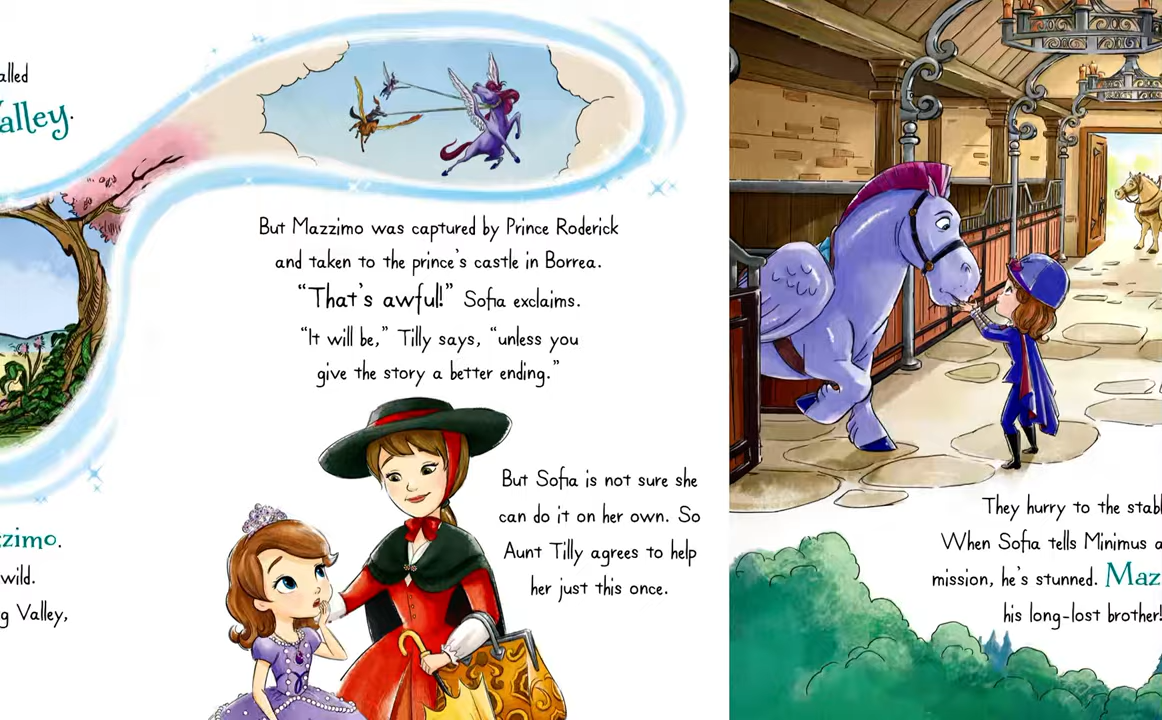 alled
alley.
But Mazzimo was captured by Prince Roderick
and taken to the prince's castle in Borrea.
"That's awful!" Sofia exclaims.
"It will be," Tilly says, "unless you
give the story a better ending."
But Sofia is not sure she
can do it on her own. So
Aunt Tilly agrees to help
her just this once.
zzimo.
wild.
g Valley,
They hurry to the stabl
When Sofia tells Minimus a
mission, he's stunned. Maz
his long-lost brother!